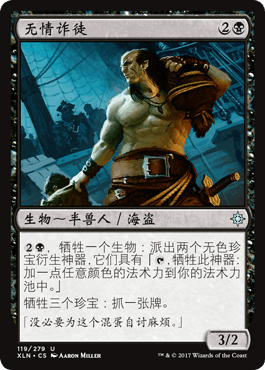 无情诈徒 2
生物～半兽人／海盗
2，牺牲一个生物：派出两个无色珍
宝衍生神器，它们具有「，牺牲此神器：
加一点任意颜色的法术力到你的法术力
池中。」
牺牲三个珍宝：抓一张牌。
「没必要为这个混蛋自讨麻烦。」
3/2
119/279 U
XLN • CS AARON MILLER
™ & © 2017 Wizards of the Coast